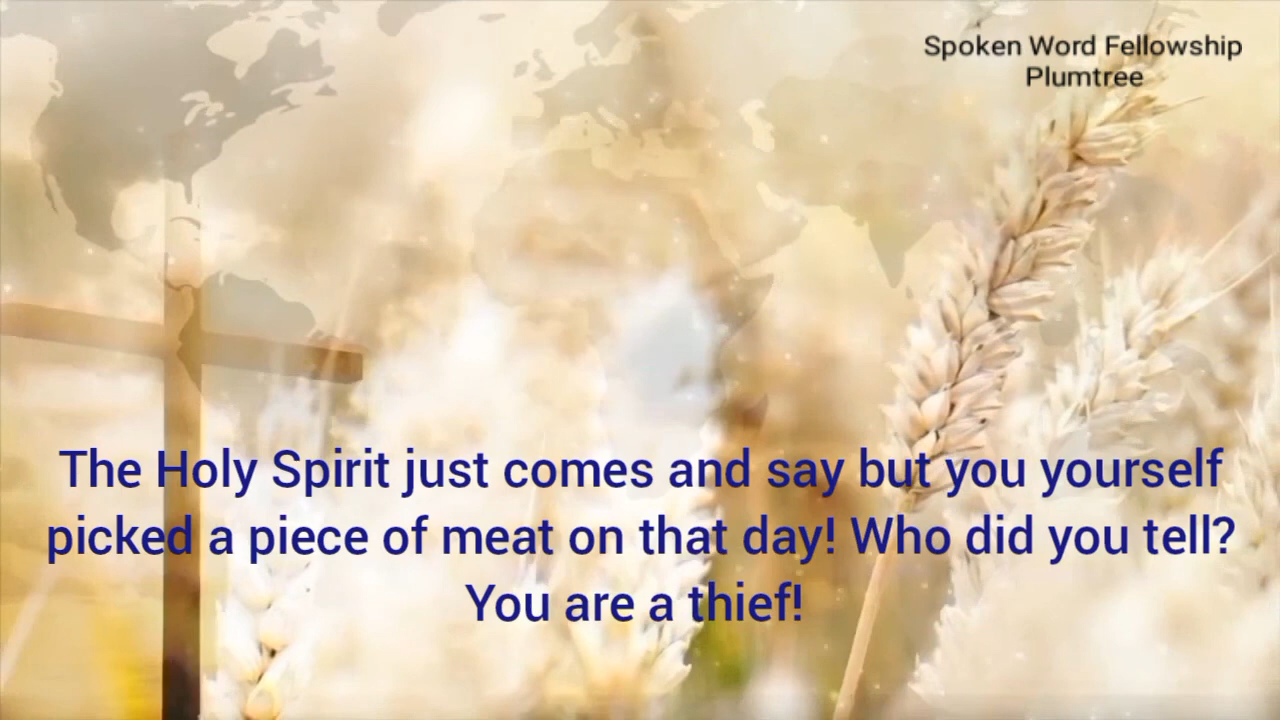 Spoken Word Fellowship
Plumtree
The Holy Spirit just comes and say but you yourself
picked a piece of meat on that day! Who did you tell?
You are a thief!